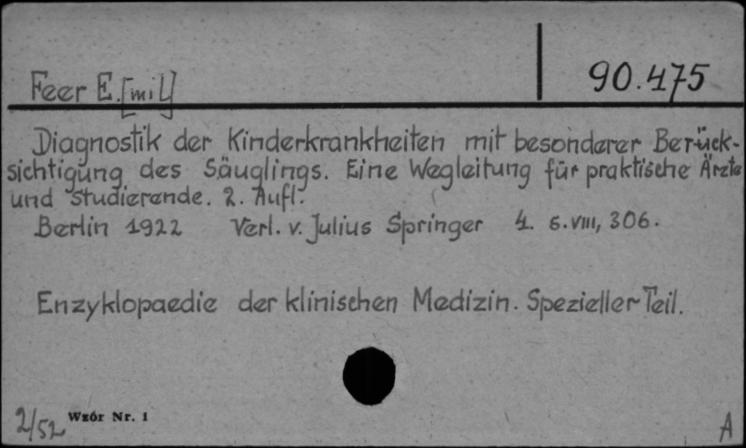 Feer E.[mil]
90.475
Diagnostik der Kinderkrankheiten mit besonderer Berück-
sichtigung des Säuglings. Eine Wegleitung für praktische Ärzte
und Studierende. 2. Aufl.
Berlin 1922 Verl. v. Julius Springer 4. s. VIII, 306.
Enzyklopaedie der klinischen Medizin. Spezieller Teil.
2/52 Wzór Nr. 1
A